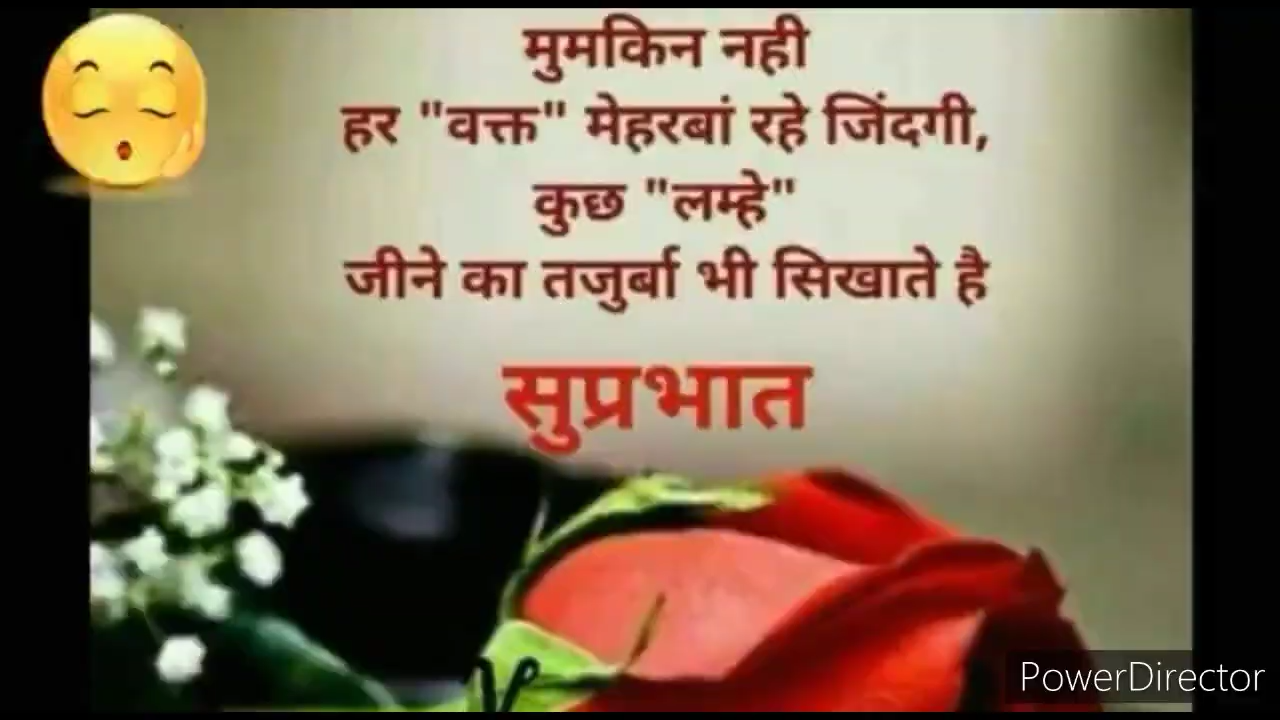 मुमकिन नही
हर "वक्त" मेहरबां रहे जिंदगी,
कुछ "लम्हे"
जीने का तजुर्बा भी सिखाते है
सुप्रभात
PowerDirector